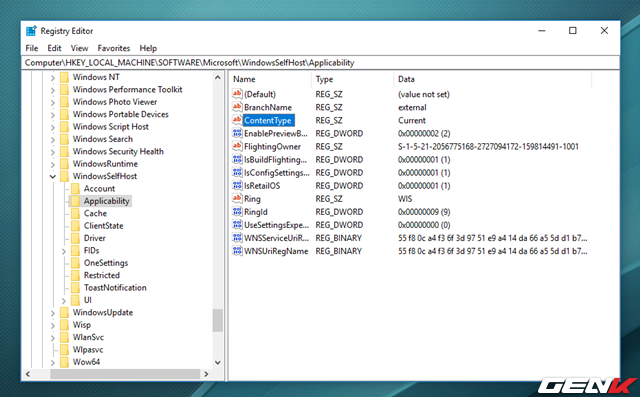 Registry Editor
File Edit View Favorites Help
Computer\HKEY_LOCAL_MACHINE\SOFTWARE\Microsoft\WindowsSelfHost\Applicability
Windows NT
Windows Performance Toolkit
Windows Photo Viewer
Windows Portable Devices
Windows Script Host
Windows Search
Windows Security Health
WindowsRuntime
WindowsSelfHost
Account
Applicability
Cache
ClientState
Driver
FIDs
OneSettings
Restricted
ToastNotification
UI
WindowsUpdate
Wisp
WlanSvc
Wlpasvc
Wow64
Name Type Data
(Default) REG_SZ (value not set)
BranchName REG_SZ external
ContentType REG_SZ Current
EnablePreviewB... REG_DWORD 0x00000002 (2)
FlightingOwner REG_SZ S-1-5-21-2056775168-2727094172-159814491-1001
IsBuildFlighting... REG_DWORD 0x00000001 (1)
IsConfigSettings... REG_DWORD 0x00000001 (1)
IsRetailOS REG_DWORD 0x00000001 (1)
Ring REG_SZ WIS
RingId REG_DWORD 0x00000009 (9)
UseSettingsExpe... REG_DWORD 0x00000000 (0)
WNSServiceUriR... REG_BINARY 55 f8 0c a4 f3 6f 3d 97 51 e9 a4 14 da 66 a5 5d d1 b7...
WNSUriRegName REG_BINARY 55 f8 0c a4 f3 6f 3d 97 51 e9 a4 14 da 66 a5 5d d1 b7...
GENK